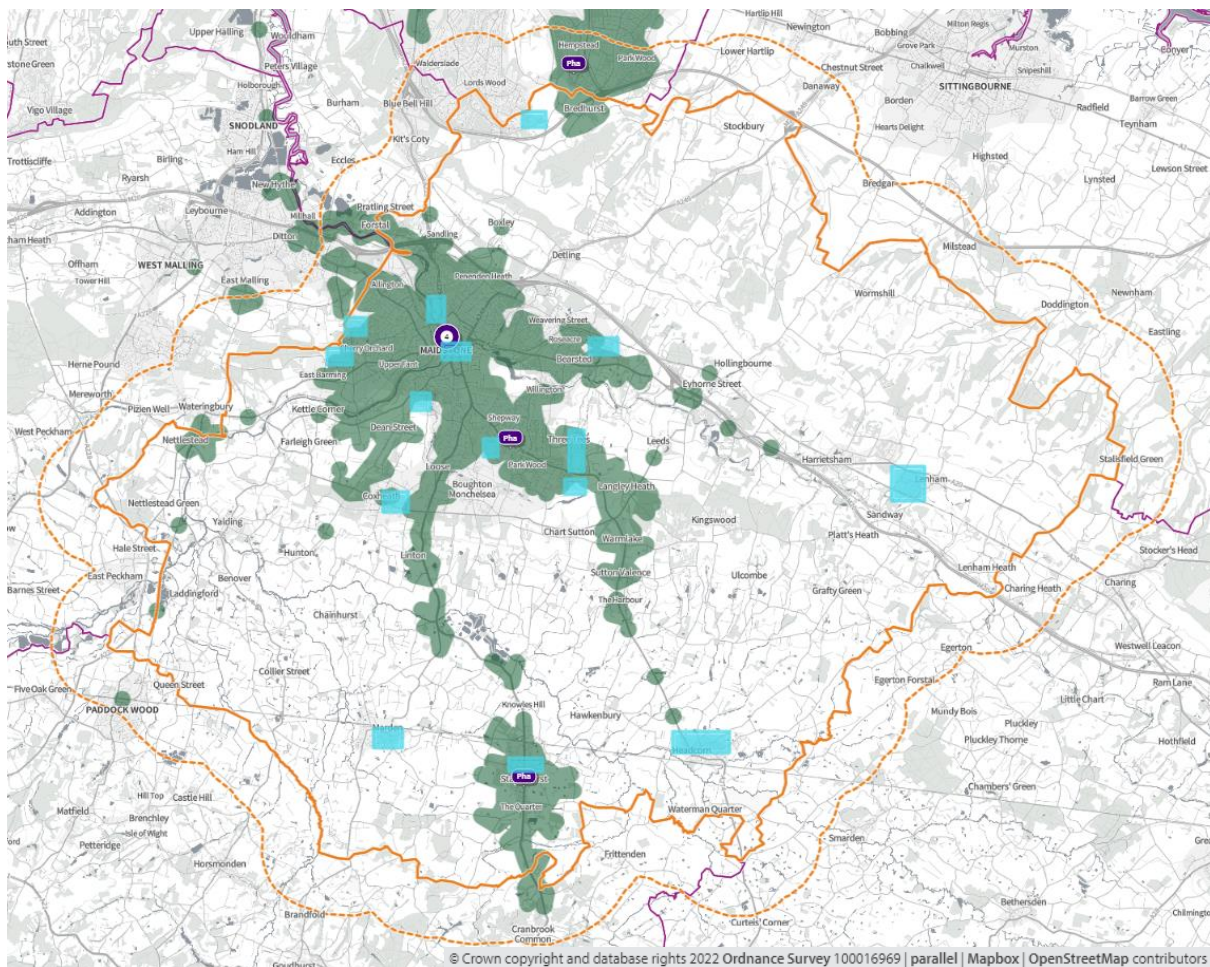 Upper Halling
Wouldham
Hartlip Hill
Newington
Bobbing
Milton Regis
Grove Park
Murston
Conyer
Peters Village
Walderslade
Hempstead
Park Wood
Lower Hartlip
Chestnut Street
Chalkwell
Snipeshill
Pha
Holborough
Lords Wood
Danaway
SITTINGBOURNE
Vigo Village
Burham
Blue Bell Hill
Bredhurst
Borden
Radfield
Barrow Green
SNODLAND
Stockbury
Hearts Delight
Teynham
Kit's Coty
Trottiscliffe
Birling
Ham Hill
Eccles
Highsted
Lewson Street
Ryarsh
Bredgar
Lynsted
New Hythe
Addington
Leybourne
Millhall
Pratling Street
Forstal
Boxley
Sandling
Ditton
Detling
Milstead
Offham
WEST MALLING
Tower Hill
East Malling
Allington
Penenden Heath
Wormshill
Newnham
Doddington
Weavering Street
Eastling
Roseacre
4
Bearsted
Herne Pound
East Barming
Hollingbourne
Mereworth
Willington
Eyhorne Street
Pizien Well
Wateringbury
Kettle Corner
Shepway
West Peckham
Nettlestead
Farleigh Green
Dean Street
Pha
Leeds
Harrietsham
Stalisfield Green
Loose
Park Wood
Lenham
Nettlestead Green
Boughton
Monchelsea
Langley Heath
Sandway
Yalding
Kingswood
Hale Street
Hunton
Chart Sutton
Warmlake
Platt's Heath
Stocker's Head
East Peckham
Linton
Benover
Sutton Valence
Ulcombe
Lenham Heath
Charing
Barnes Street
Laddingford
Grafty Green
Charing Heath
The Harbour
Chainhurst
Egerton
Westwell Leacon
Collier Street
Egerton Forstal
Ram Lane
Five Oak Green
Queen Street
Little Chart
PADDOCK WOOD
Knowles Hill
Hawkenbury
Mundy Bois
Pluckley
Marden
Headcorn
Pluckley Thorne
Hothfield
Pha
Chambers' Green
Hill Top
Castle Hill
The Quarter
Waterman Quarter
Matfield
Brenchley
Isle of Wight
Smarden
Petteridge
Horsmonden
Frittenden
Bethersden
Brandfold
Curteis' Corner
Cranbrook
Common
Chilmington
Goudhurst
© Crown copyright and database rights 2022 Ordnance Survey 100016969 | parallel | Mapbox | OpenStreetMap contributors